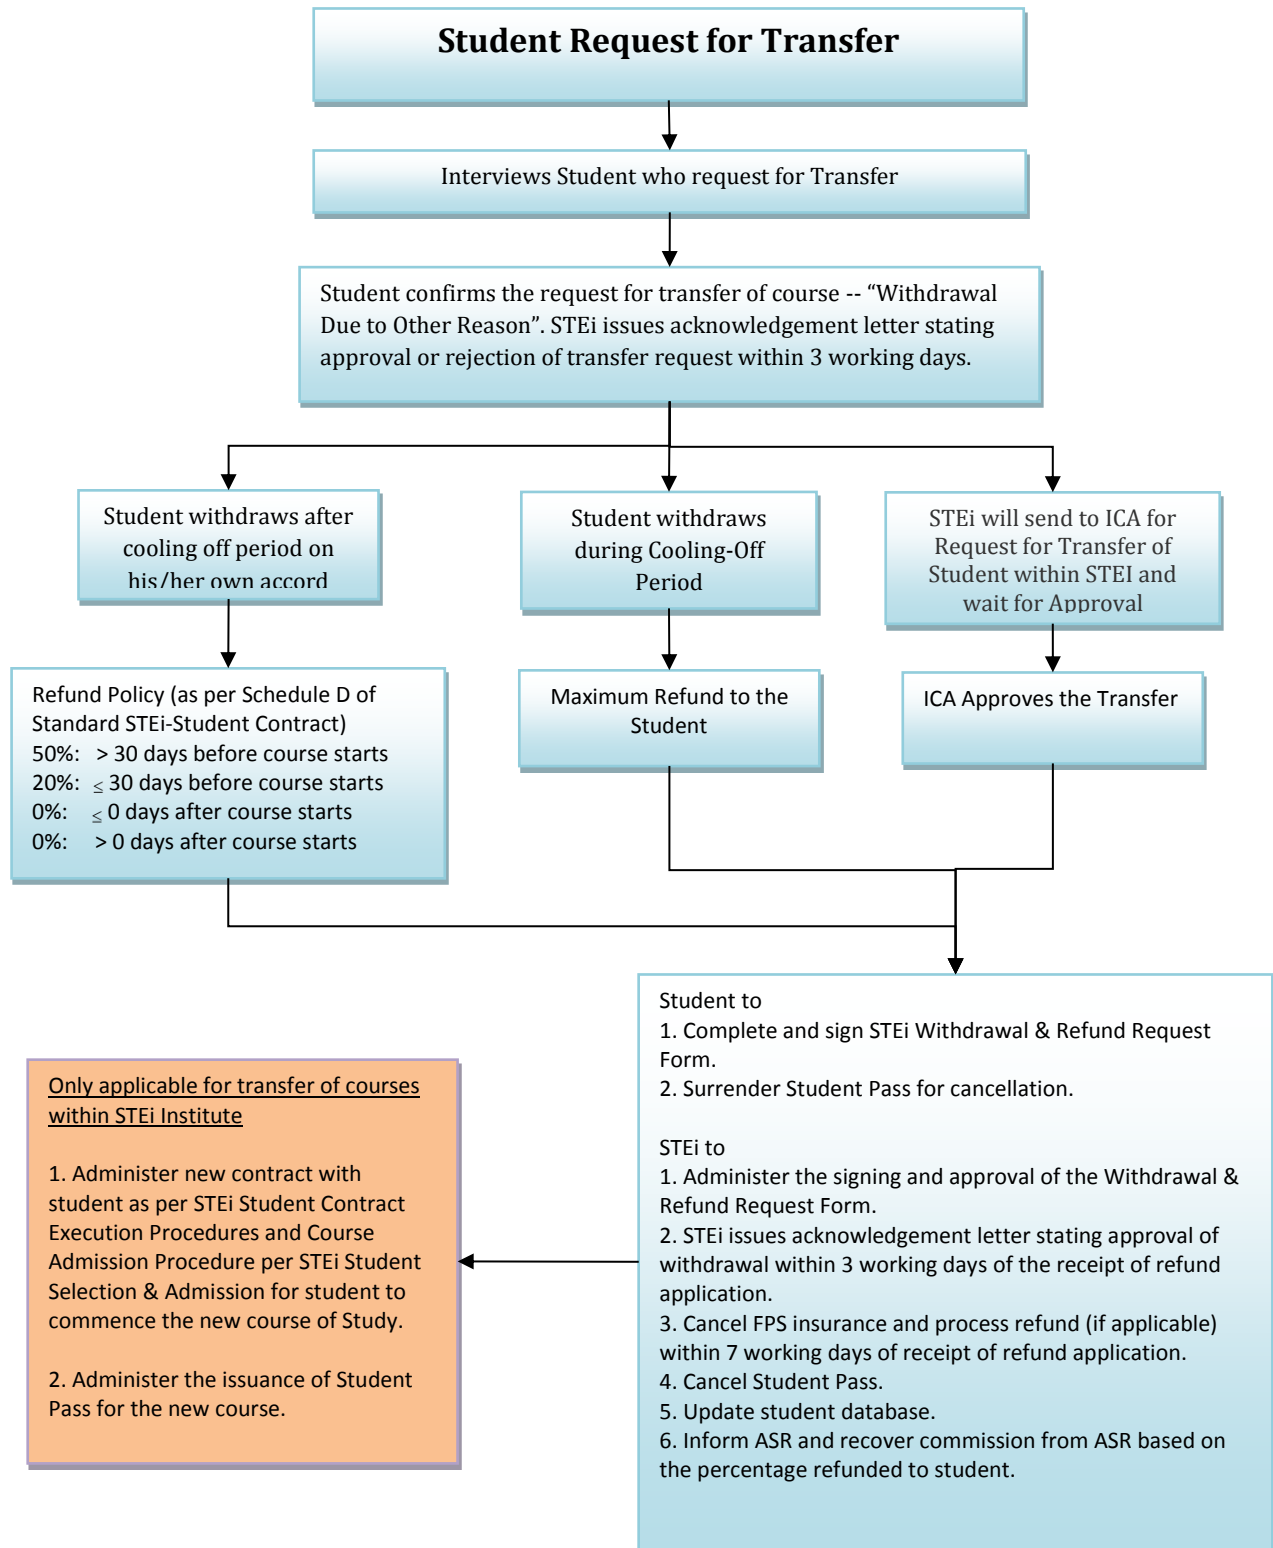 Student Request for Transfer
Interviews Student who request for Transfer
Student confirms the request for transfer of course -- “Withdrawal
Due to Other Reason”. STEi issues acknowledgement letter stating
approval or rejection of transfer request within 3 working days.
Student withdraws after
cooling off period on
his/her own accord
Student withdraws
during Cooling-Off
Period
STEi will send to ICA for
Request for Transfer of
Student within STEI and
wait for Approval
Refund Policy (as per Schedule D of
Standard STEi-Student Contract)
50%: > 30 days before course starts
20%: ≤ 30 days before course starts
0%: ≤ 0 days after course starts
0%: > 0 days after course starts
Maximum Refund to the
Student
ICA Approves the Transfer
Student to
1. Complete and sign STEi Withdrawal & Refund Request
Form.
2. Surrender Student Pass for cancellation.
STEi to
1. Administer the signing and approval of the Withdrawal &
Refund Request Form.
2. STEi issues acknowledgement letter stating approval of
withdrawal within 3 working days of the receipt of refund
application.
3. Cancel FPS insurance and process refund (if applicable)
within 7 working days of receipt of refund application.
4. Cancel Student Pass.
5. Update student database.
6. Inform ASR and recover commission from ASR based on
the percentage refunded to student.
Only applicable for transfer of courses
within STEi Institute
1. Administer new contract with
student as per STEi Student Contract
Execution Procedures and Course
Admission Procedure per STEi Student
Selection & Admission for student to
commence the new course of Study.
2. Administer the issuance of Student
Pass for the new course.